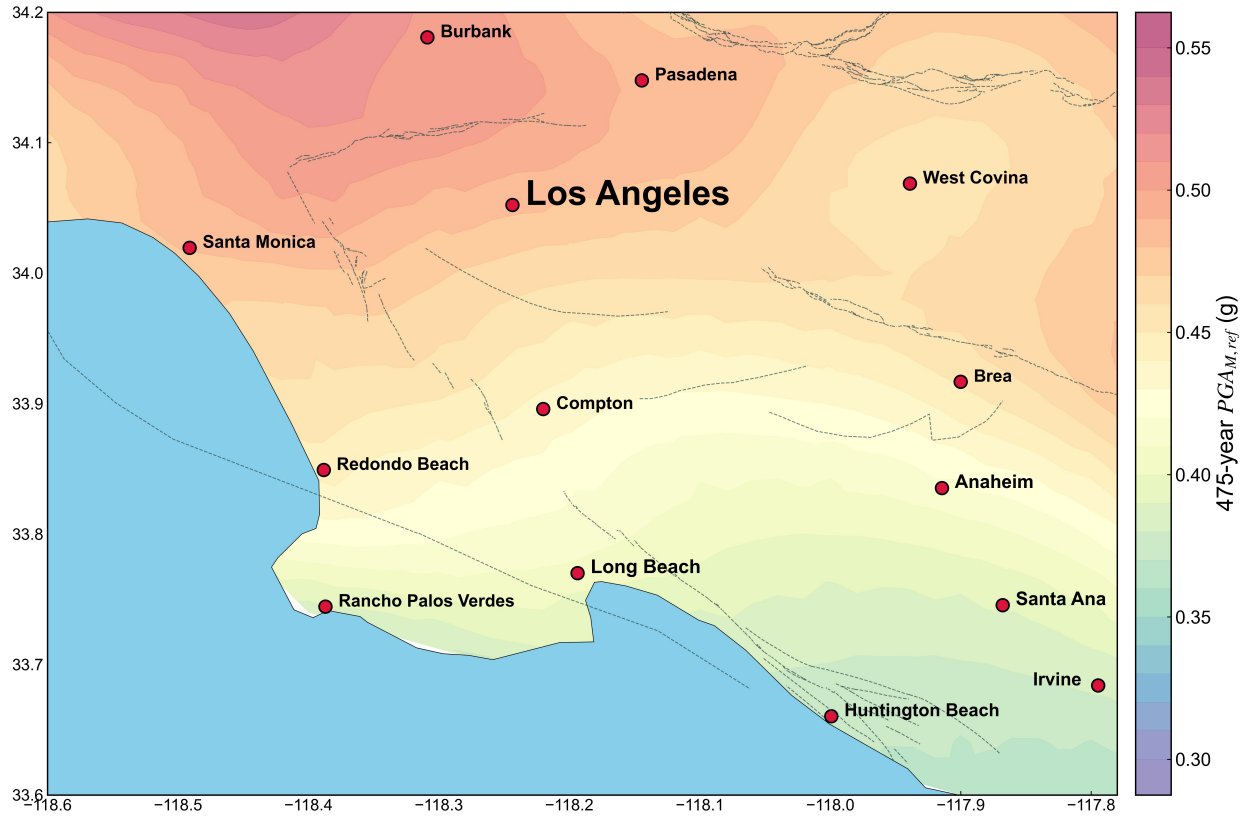 34.2
34.1
34.0
33.9
33.8
33.7
33.6
−118.6
−118.5
−118.4
−118.3
−118.2
−118.1
−118.0
−117.9
−117.8
Burbank
Pasadena
West Covina
Los Angeles
Santa Monica
Brea
Compton
Redondo Beach
Anaheim
Long Beach
Rancho Palos Verdes
Santa Ana
Irvine
Huntington Beach
0.55
0.50
0.45
0.40
0.35
0.30
475-year PGA_{M,ref} (g)